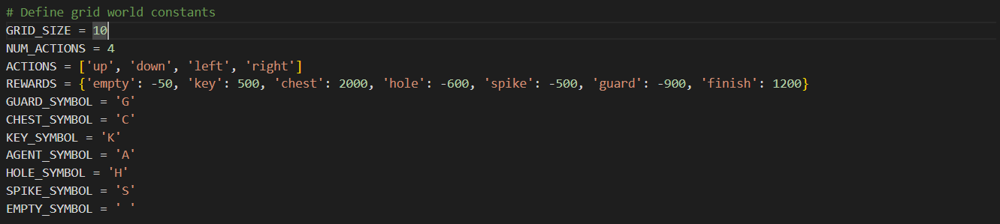 # Define grid world constants
GRID_SIZE = 10
NUM_ACTIONS = 4
ACTIONS = ['up', 'down', 'left', 'right']
REWARDS = {'empty': -50, 'key': 500, 'chest': 2000, 'hole': -600, 'spike': -500, 'guard': -900, 'finish': 1200}
GUARD_SYMBOL = 'G'
CHEST_SYMBOL = 'C'
KEY_SYMBOL = 'K'
AGENT_SYMBOL = 'A'
HOLE_SYMBOL = 'H'
SPIKE_SYMBOL = 'S'
EMPTY_SYMBOL = ' '